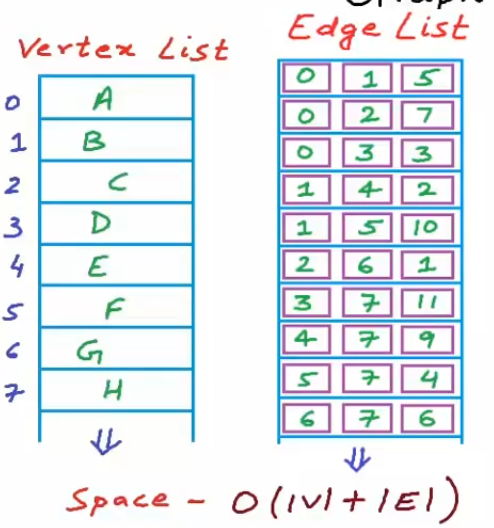 Vertex List
0 A
1 B
2 C
3 D
4 E
5 F
6 G
7 H
Edge List
0 1 5
0 2 7
0 3 3
1 4 2
1 5 10
2 6 1
3 7 11
4 7 9
5 7 4
6 7 6
Space - O(|V|+|E|)